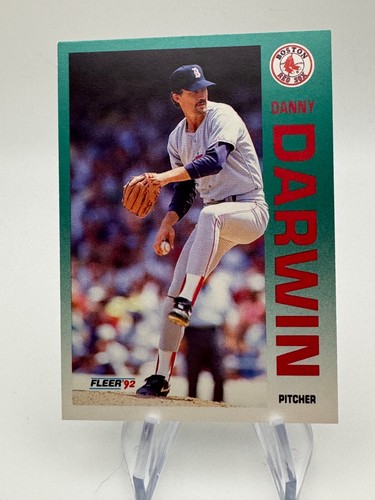 BOSTON
RED SOX
DANNY
DARWIN
B
FLEER '92
PITCHER